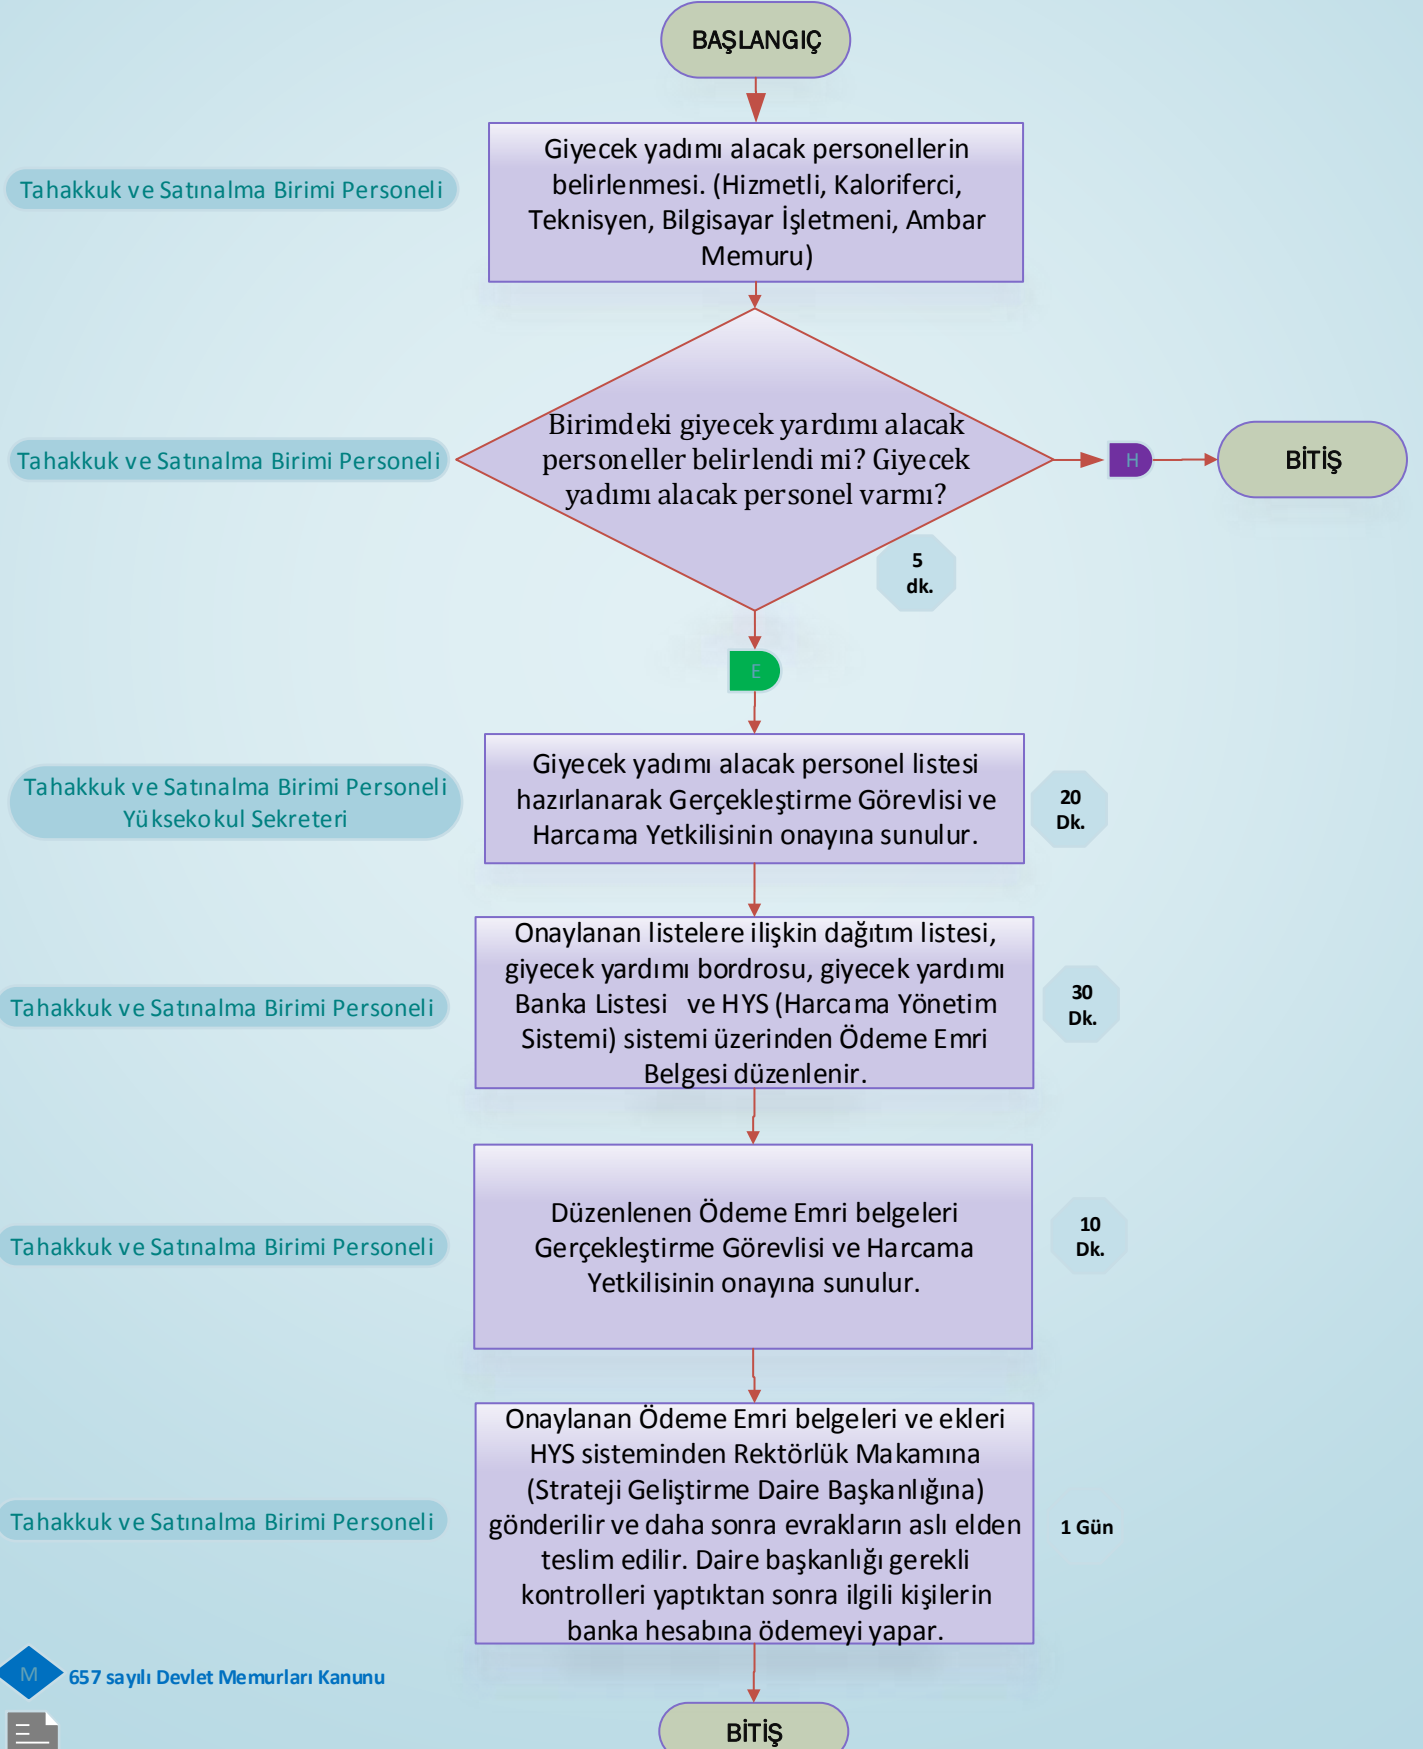 BAŞLANGIÇ
Tahakkuk ve Satınalma Birimi Personeli
Giyecek yadımı alacak personellerin
belirlenmesi. (Hizmetli, Kaloriferci,
Teknisyen, Bilgisayar İşletmeni, Ambar
Memuru)
Tahakkuk ve Satınalma Birimi Personeli
Birimdeki giyecek yardımı alacak
personeller belirlendi mi? Giyecek
yadımı alacak personel varmı?
H
BİTİŞ
5
dk.
E
Tahakkuk ve Satınalma Birimi Personeli
Yüksekokul Sekreteri
Giyecek yadımı alacak personel listesi
hazırlanarak Gerçekleştirme Görevlisi ve
Harcama Yetkilisinin onayına sunulur.
20
Dk.
Tahakkuk ve Satınalma Birimi Personeli
Onaylanan listelere ilişkin dağıtım listesi,
giyecek yardımı bordrosu, giyecek yardımı
Banka Listesi ve HYS (Harcama Yönetim
Sistemi) sistemi üzerinden Ödeme Emri
Belgesi düzenlenir.
30
Dk.
Tahakkuk ve Satınalma Birimi Personeli
Düzenlenen Ödeme Emri belgeleri
Gerçekleştirme Görevlisi ve Harcama
Yetkilisinin onayına sunulur.
10
Dk.
Tahakkuk ve Satınalma Birimi Personeli
Onaylanan Ödeme Emri belgeleri ve ekleri
HYS sisteminden Rektörlük Makamına
(Strateji Geliştirme Daire Başkanlığına)
gönderilir ve daha sonra evrakların aslı elden
teslim edilir. Daire başkanlığı gerekli
kontrolleri yaptıktan sonra ilgili kişilerin
banka hesabına ödemeyi yapar.
1 Gün
M
657 sayılı Devlet Memurları Kanunu
BİTİŞ